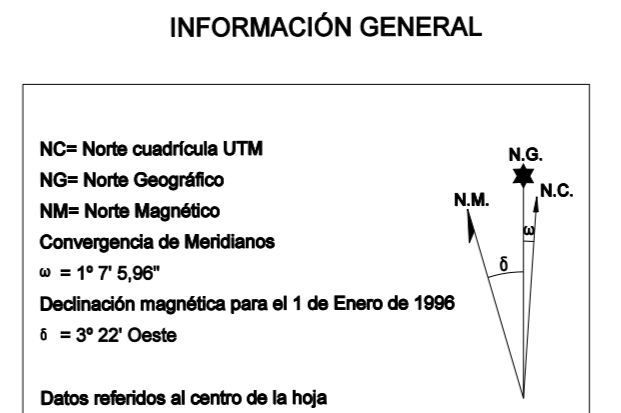 INFORMACIÓN GENERAL
NC= Norte cuadrícula UTM
NG= Norte Geográfico
NM= Norte Magnético
Convergencia de Meridianos
ω = 1º 7' 5,96"
Declinación magnética para el 1 de Enero de 1996
δ = 3º 22' Oeste
Datos referidos al centro de la hoja
N.G.
N.M.
N.C.
ω
δ